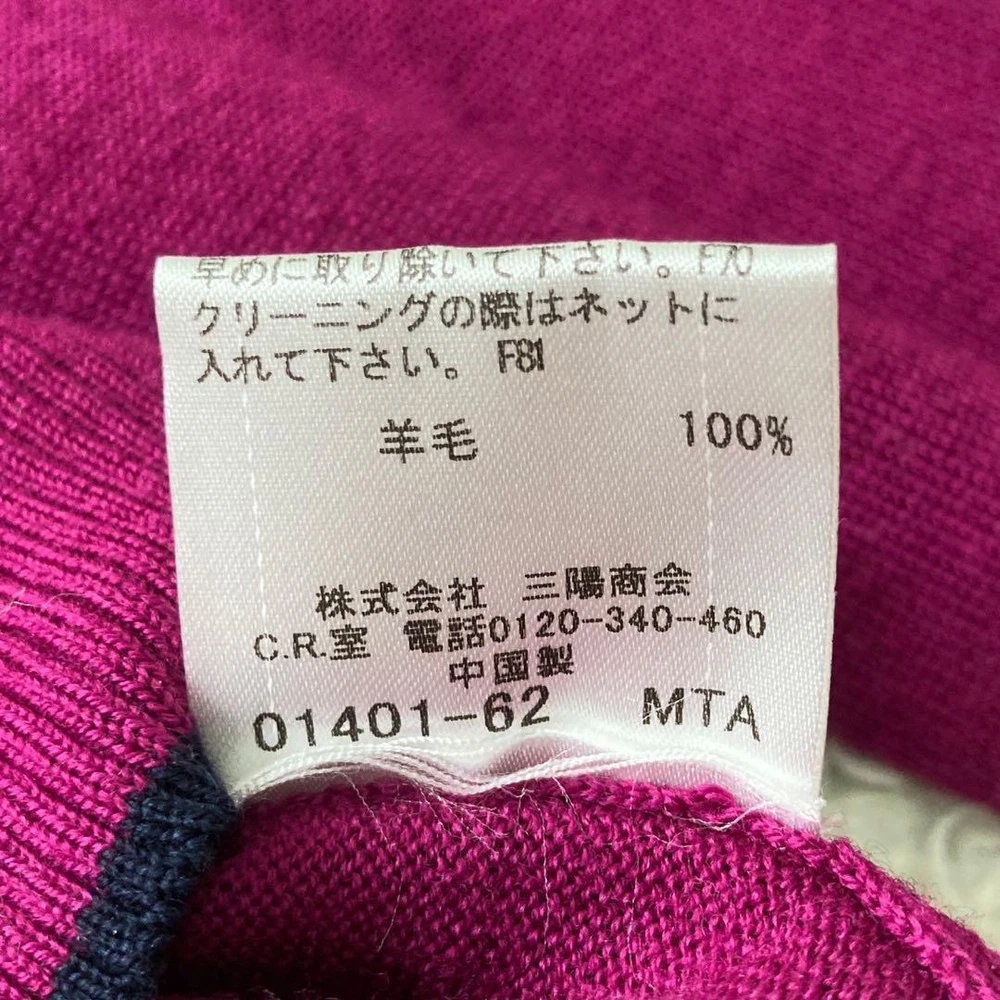 早めに取り除いて下さい。F70
クリーニングの際はネットに
入れて下さい。 F81
羊毛 100%
株式会社 三陽商会
C.R.室 電話0120-340-460
中国製
01401-62 MTA